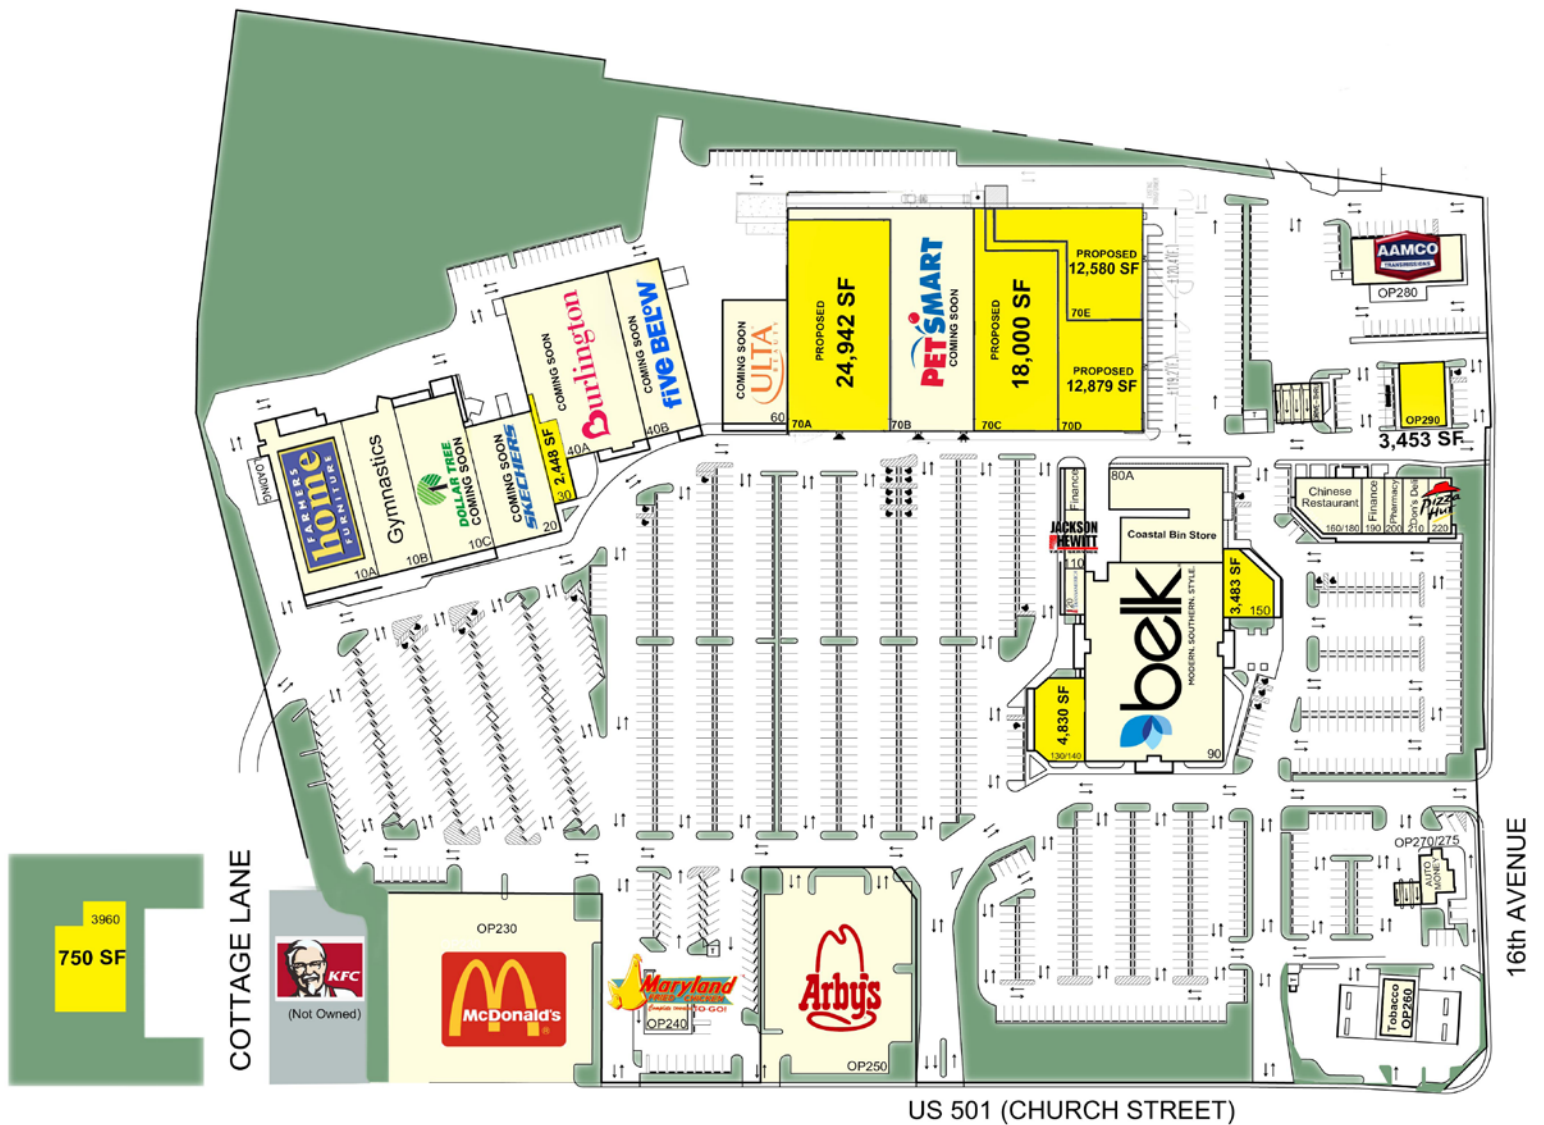 AAMCO
TRANSMISSIONS
OP280
PROPOSED
24,942 SF
70A
PETSMART
COMING SOON
70B
PROPOSED
18,000 SF
70C
PROPOSED
12,580 SF
70E
PROPOSED
12,879 SF
70D
COMING SOON
ULTA
BEAUTY
60
COMING SOON
Burlington
40A
COMING SOON
five BELOW
40B
2,448 SF
30
COMING SOON
SKECHERS
20
DOLLAR TREE
COMING SOON
10C
Gymnastics
10B
FARMERS
home
FURNITURE
10A
LOADING
OP290
3,453 SF
80A
Finance
JACKSON
HEWITT
110
Coastal Bin Store
belk
MODERN. SOUTHERN. STYLE.
90
3,483 SF
150
4,830 SF
130/140
Chinese
Restaurant
160/180
Finance
190
Pharmacy
200
Don's Deli
210
Pizza
Hut
220
OP270/275
AUTO
MONEY
Tobacco
OP260
16th AVENUE
3960
750 SF
COTTAGE LANE
KFC
(Not Owned)
OP230
McDonald's
Maryland
FRIED CHICKEN
TO-GO!
OP240
Arby's
OP250
US 501 (CHURCH STREET)